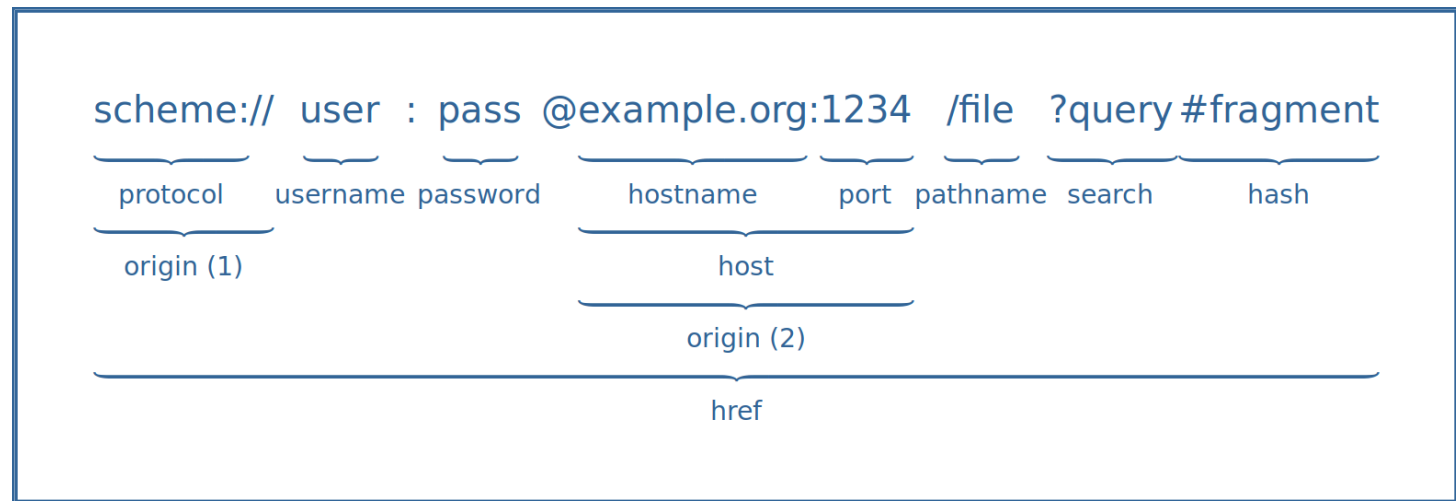 scheme:// user : pass @example.org:1234 /file ?query #fragment
protocol username password hostname port pathname search hash
origin (1) host
origin (2)
href